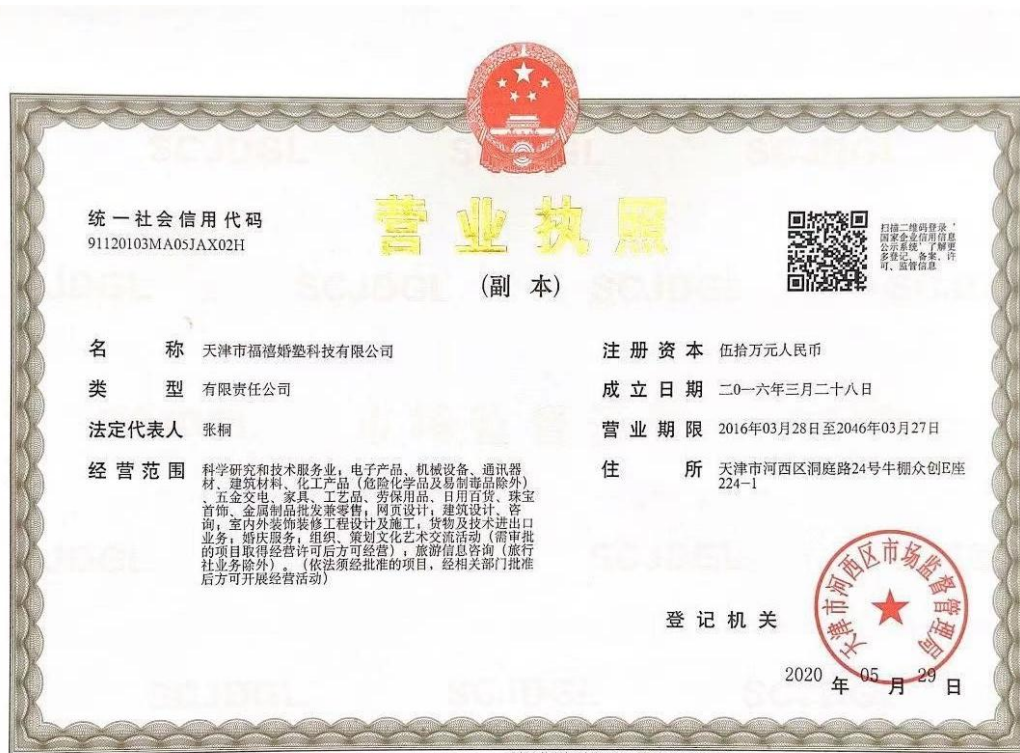 统一社会信用代码
91120103MA05JAX02H
营业执照
(副 本)
扫描二维码登录'
国家企业信用信息
公示系统'了解更
多登记、备案、许
可、监管信息
名 称 天津市福禧婚塾科技有限公司
类 型 有限责任公司
法定代表人 张桐
经营范围 科学研究和技术服务业；电子产品、机械设备、通讯器
材、建筑材料、化工产品（危险化学品及易制毒品除外）
、五金交电、家具、工艺品、劳保用品、日用百货、珠宝
首饰、金属制品批发兼零售；网页设计；建筑设计、咨
询；室内外装饰装修工程设计及施工；货物及技术进出口
业务；婚庆服务；组织、策划文化艺术交流活动（需审批
的项目取得经营许可后方可经营）；旅游信息咨询（旅行
社业务除外）。（依法须经批准的项目，经相关部门批准
后方可开展经营活动）
注册资本 伍拾万元人民币
成立日期 二0一六年三月二十八日
营业期限 2016年03月28日至2046年03月27日
住 所 天津市河西区洞庭路24号牛棚众创E座
224-1
登记机关
天津市河西区市场监督管理局
2020 年 05 月 29 日
SCJDGL